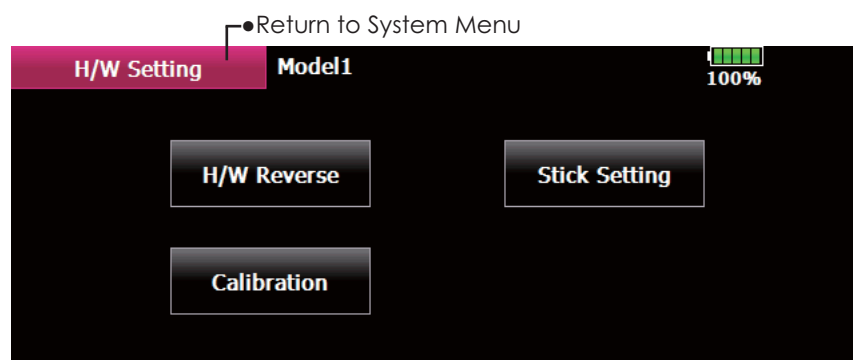 ●Return to System Menu
H/W Setting Model1
100%
H/W Reverse Stick Setting
Calibration